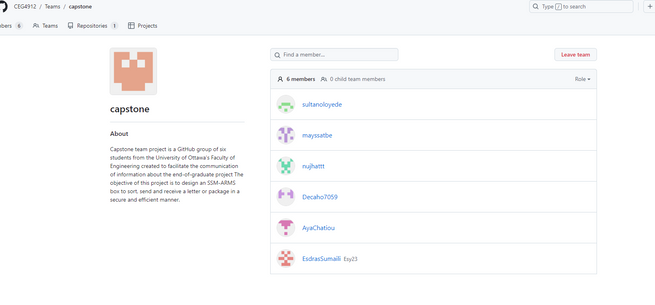 CEG4912 / Teams / capstone
Type / to search
bers 6 Teams Repositories 1 Projects
Find a member...
Leave team
6 members 0 child team members Role
capstone
About
Capstone team project is a GitHub group of six
students from the University of Ottawa's Faculty of
Engineering created to facilitate the communication
of information about the end-of-graduate project The
objective of this project is to design an SSM-ARMS
box to sort, send and receive a letter or package in a
secure and efficient manner.
sultanoloyede
mayssatbe
nujhattt
Decaho7059
AyaChatiou
EsdrasSumaili Esy23